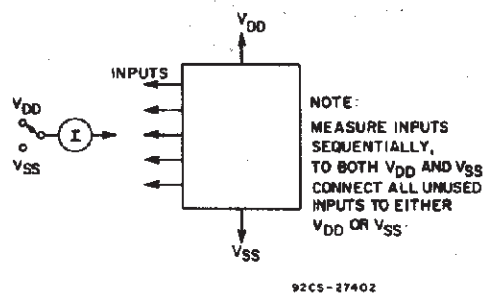 VDD
INPUTS
VDD
I
VSS
NOTE:
MEASURE INPUTS
SEQUENTIALLY,
TO BOTH VDD AND VSS
CONNECT ALL UNUSED
INPUTS TO EITHER
VDD OR VSS.
VSS
92CS-27402